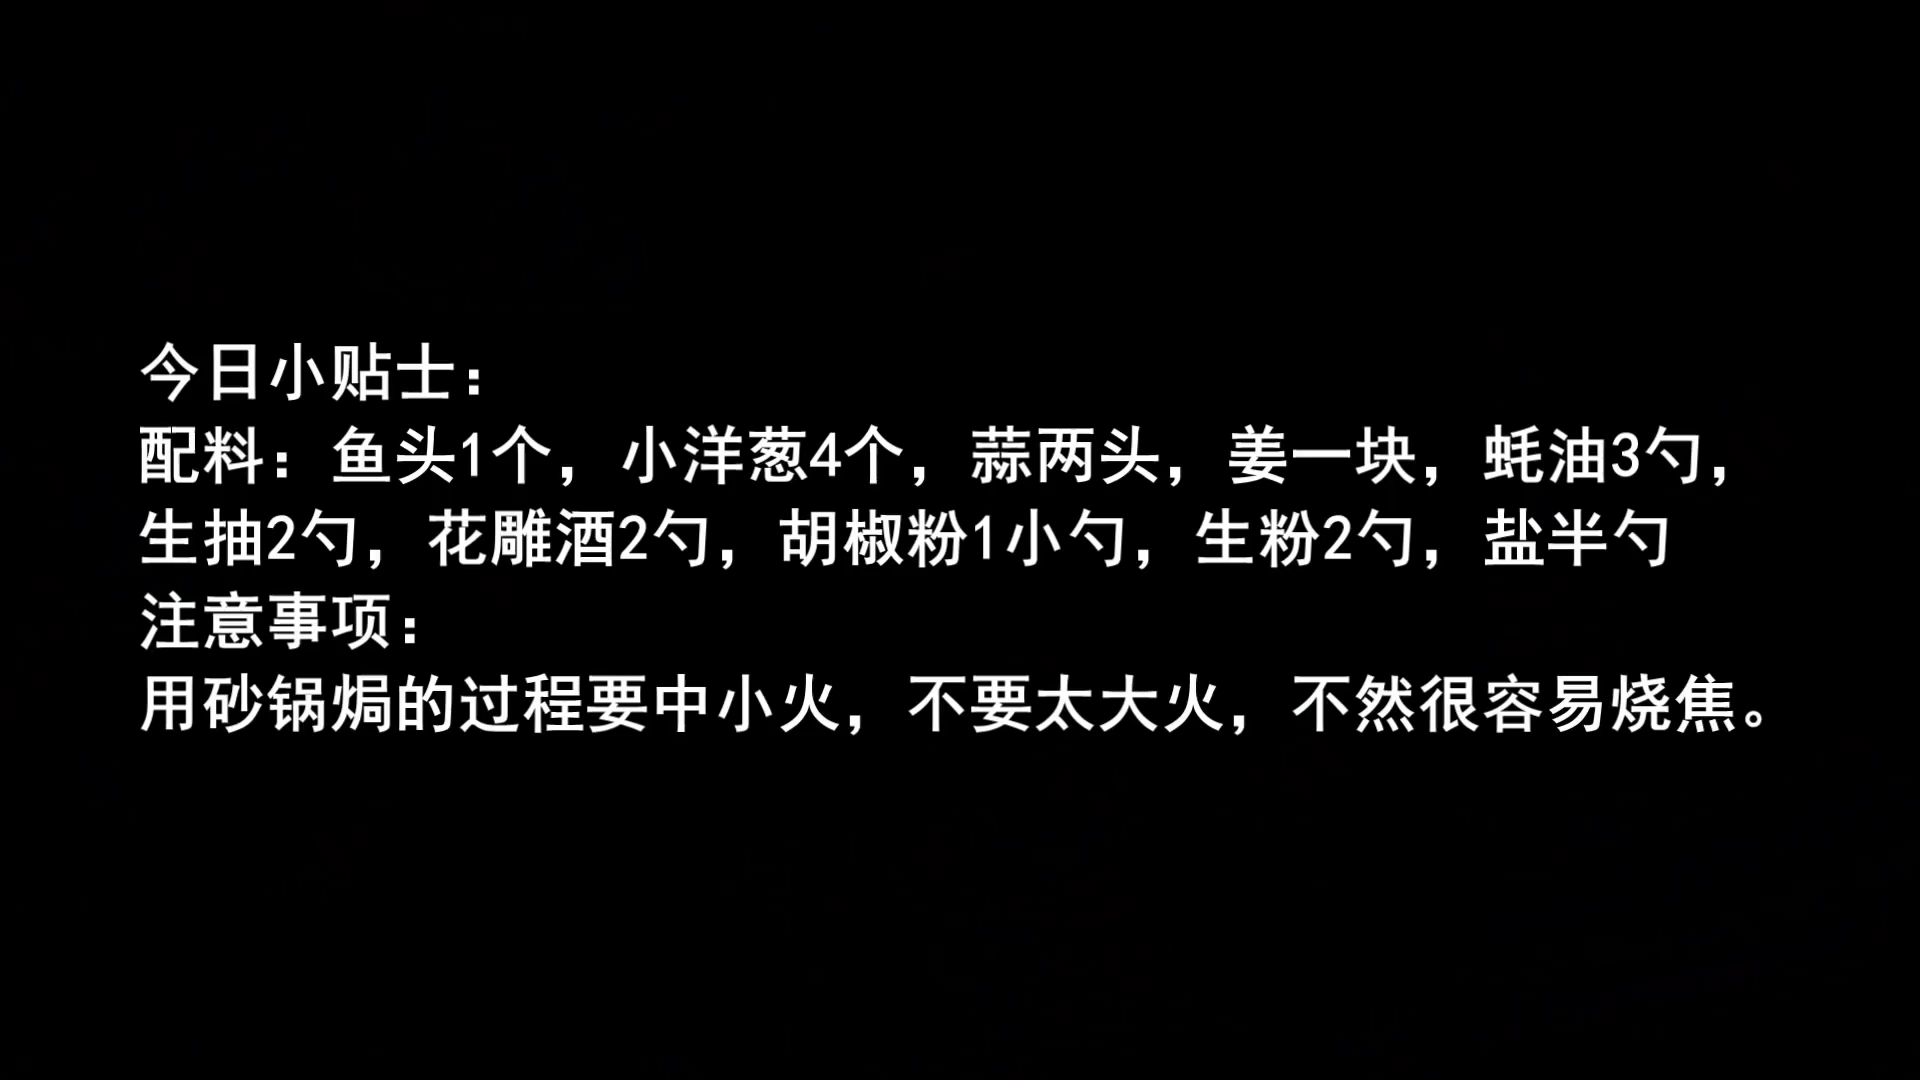 今日小贴士：
配料：鱼头1个，小洋葱4个，蒜两头，姜一块，蚝油3勺，
生抽2勺，花雕酒2勺，胡椒粉1小勺，生粉2勺，盐半勺
注意事项：
用砂锅焗的过程要中小火，不要太大火，不然很容易烧焦。